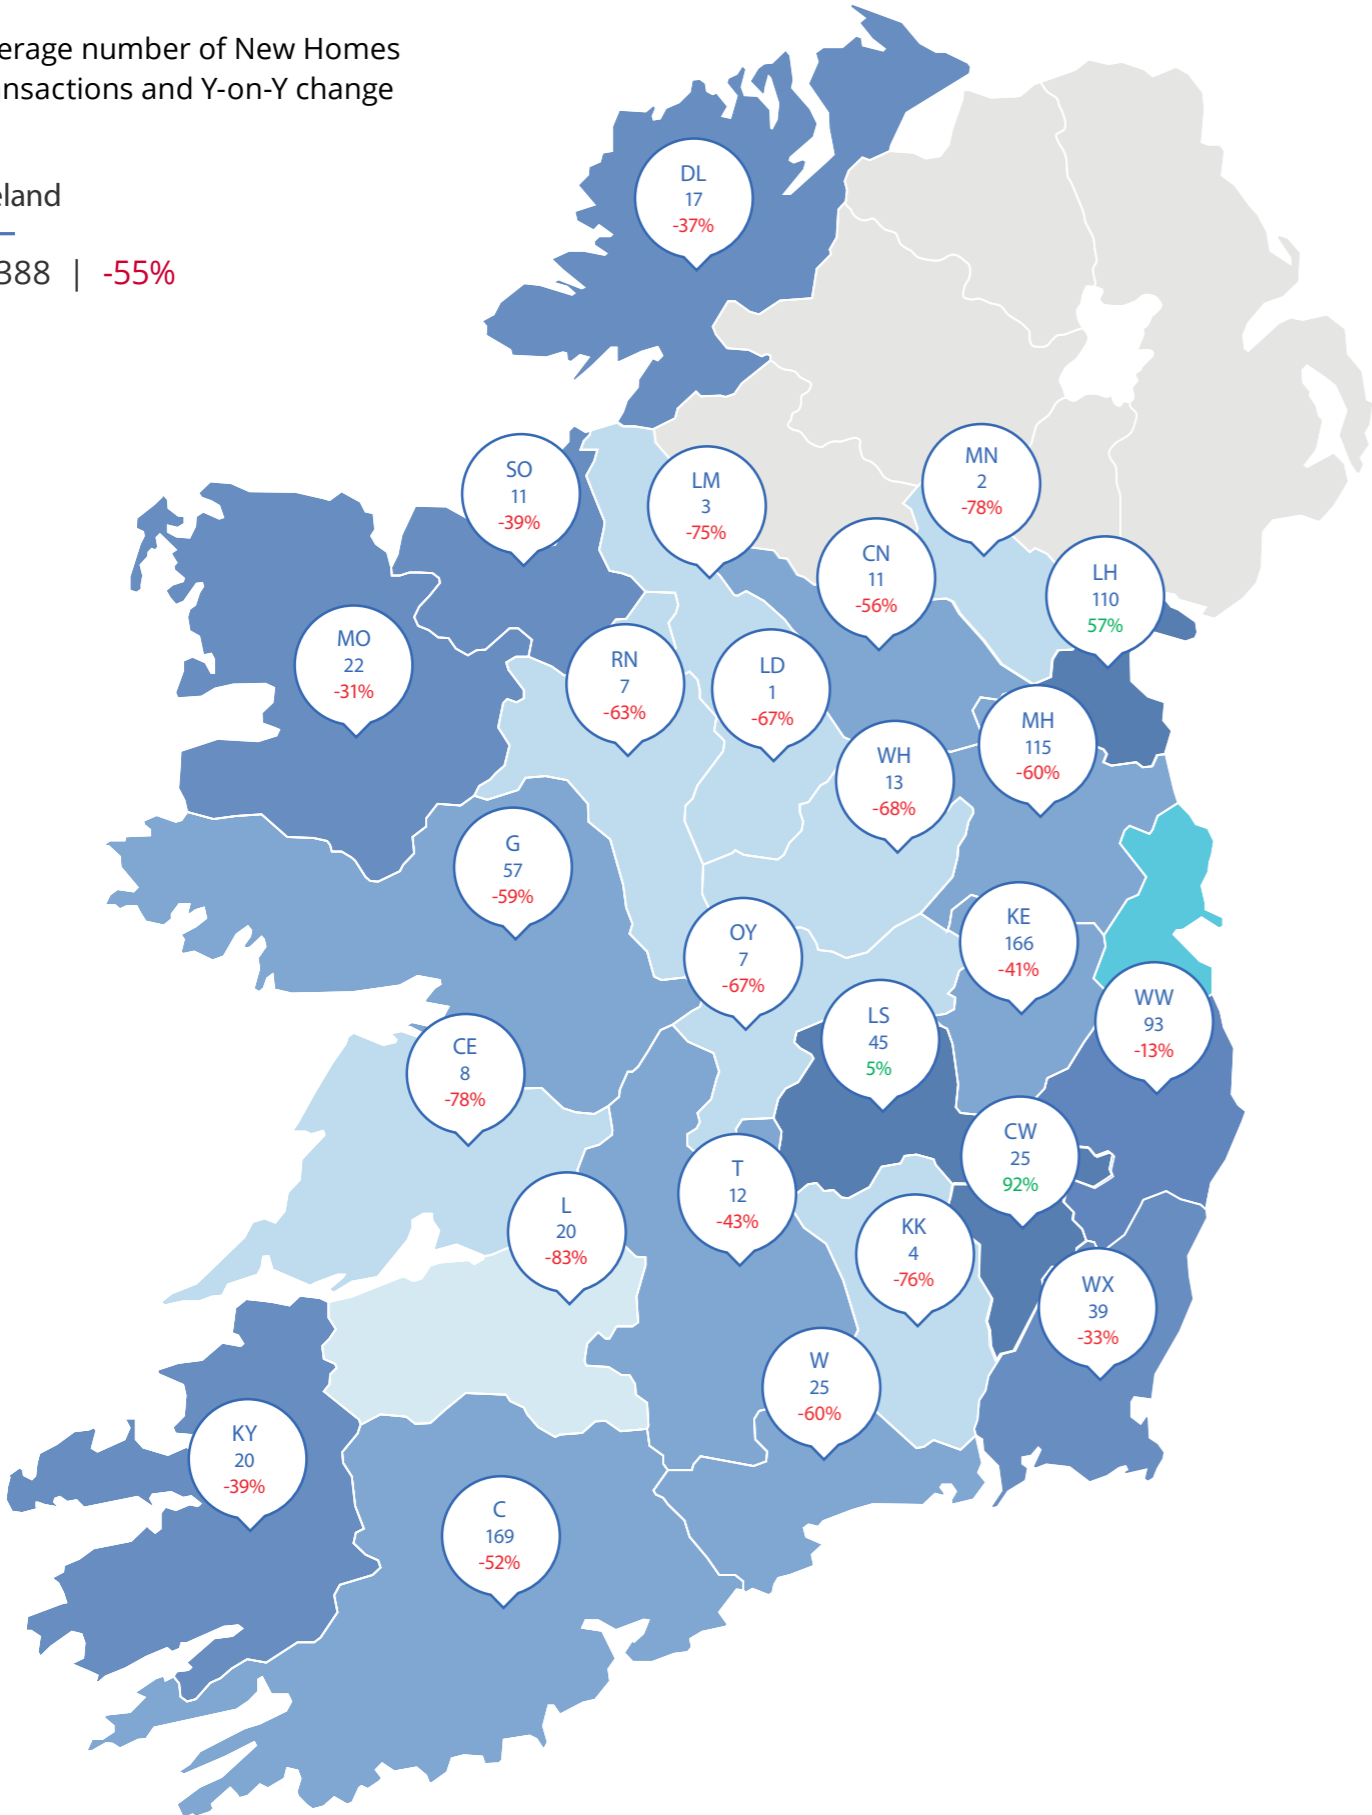 erage number of New Homes
nsactions and Y-on-Y change
eland
388 | -55%
DL
17
-37%
SO
11
-39%
LM
3
-75%
MN
2
-78%
CN
11
-56%
LH
110
57%
MO
22
-31%
RN
7
-63%
LD
1
-67%
MH
115
-60%
WH
13
-68%
G
57
-59%
KE
166
-41%
OY
7
-67%
WW
93
-13%
LS
45
5%
CE
8
-78%
CW
25
92%
T
12
-43%
L
20
-83%
KK
4
-76%
WX
39
-33%
W
25
-60%
KY
20
-39%
C
169
-52%